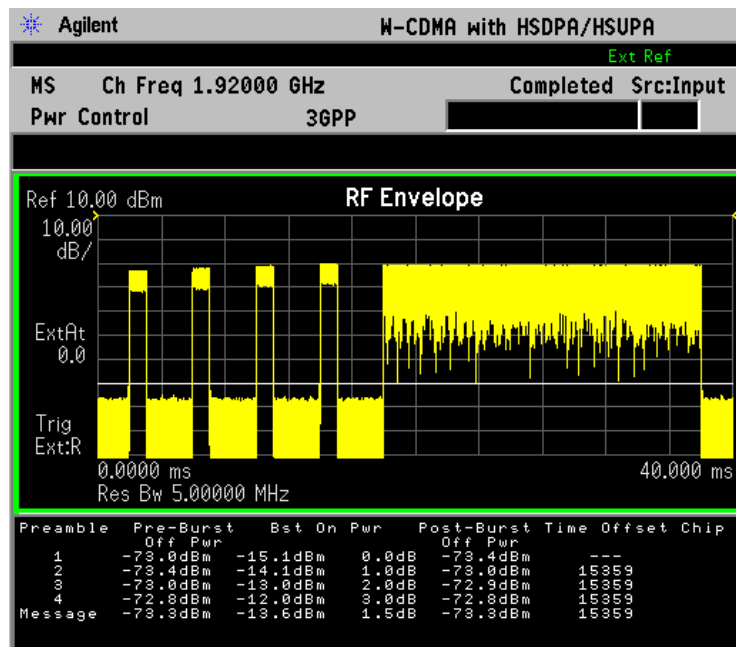 Agilent W-CDMA with HSDPA/HSUPA
Ext Ref
MS Ch Freq 1.92000 GHz Completed Src:Input
Pwr Control 3GPP
Ref 10.00 dBm RF Envelope
10.00
dB/
ExtAt
0.0
Trig
Ext:R
0.0000 ms 40.000 ms
Res Bw 5.00000 MHz
Preamble Pre-Burst Bst On Pwr Post-Burst Time Offset Chip
Off Pwr Off Pwr
1 -73.0dBm -15.1dBm 0.0dB -73.4dBm ---
2 -73.4dBm -14.1dBm 1.0dB -73.0dBm 15359
3 -73.0dBm -13.0dBm 2.0dB -72.9dBm 15359
4 -72.8dBm -12.0dBm 3.0dB -72.8dBm 15359
Message -73.3dBm -13.6dBm 1.5dB -73.3dBm 15359